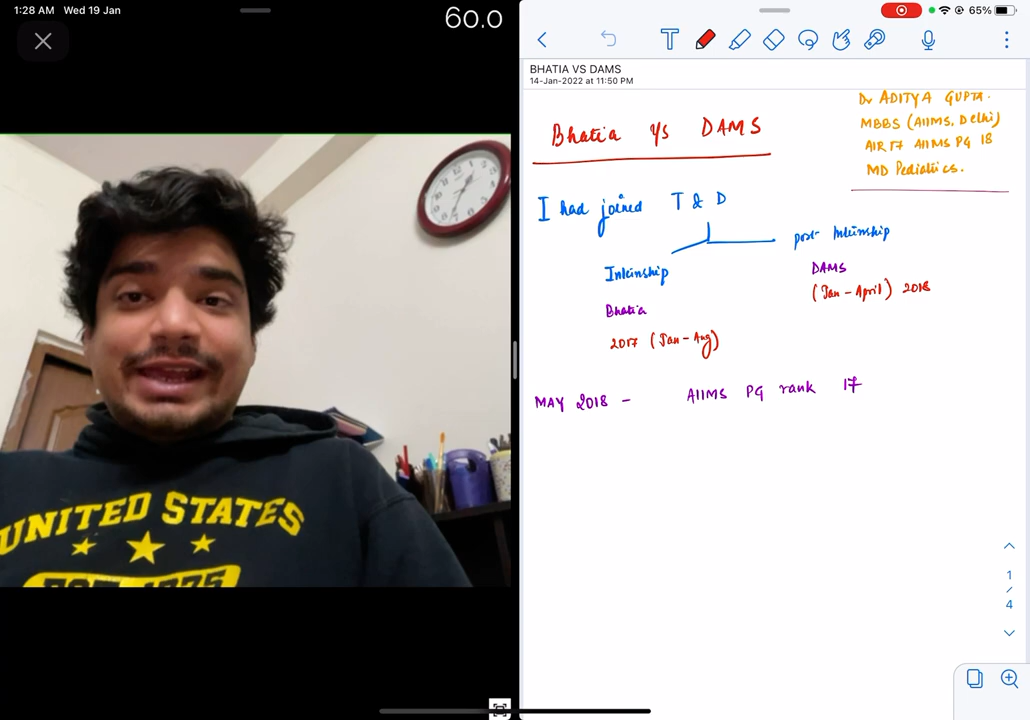 1:28 AM Wed 19 Jan
60.0
65%
BHATIA VS DAMS
14-Jan-2022 at 11:50 PM
Dr ADITYA GUPTA.
MBBS (AIIMS, Delhi)
AIR 17 AIIMS PG 18
MD Pediatrics.
Bhatia v/s DAMS
I had joined T & D
post-Internship
Internship
DAMS
(Jan - April) 2018
Bhatia
2017 (Jan - Aug)
MAY 2018 - AIIMS PG rank 17
UNITED STATES
1
/
4